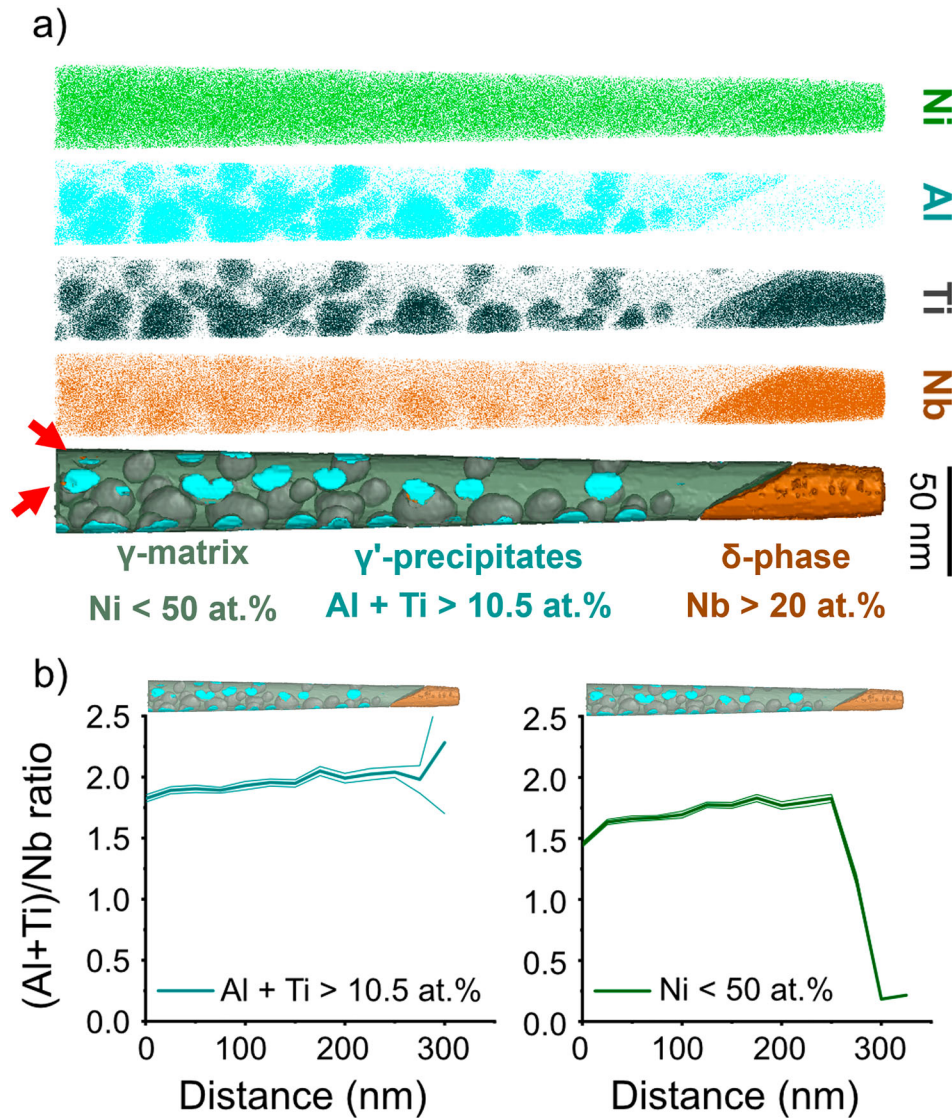 a)
Ni
Al
Ti
Nb
50 nm
γ-matrix
γ'-precipitates
δ-phase
Ni < 50 at.%
Al + Ti > 10.5 at.%
Nb > 20 at.%
b)
(Al+Ti)/Nb ratio
2.5
2.0
1.5
1.0
0.5
0.0
Al + Ti > 10.5 at.%
0
100
200
300
Distance (nm)
2.5
2.0
1.5
1.0
0.5
0.0
Ni < 50 at.%
0
100
200
300
Distance (nm)